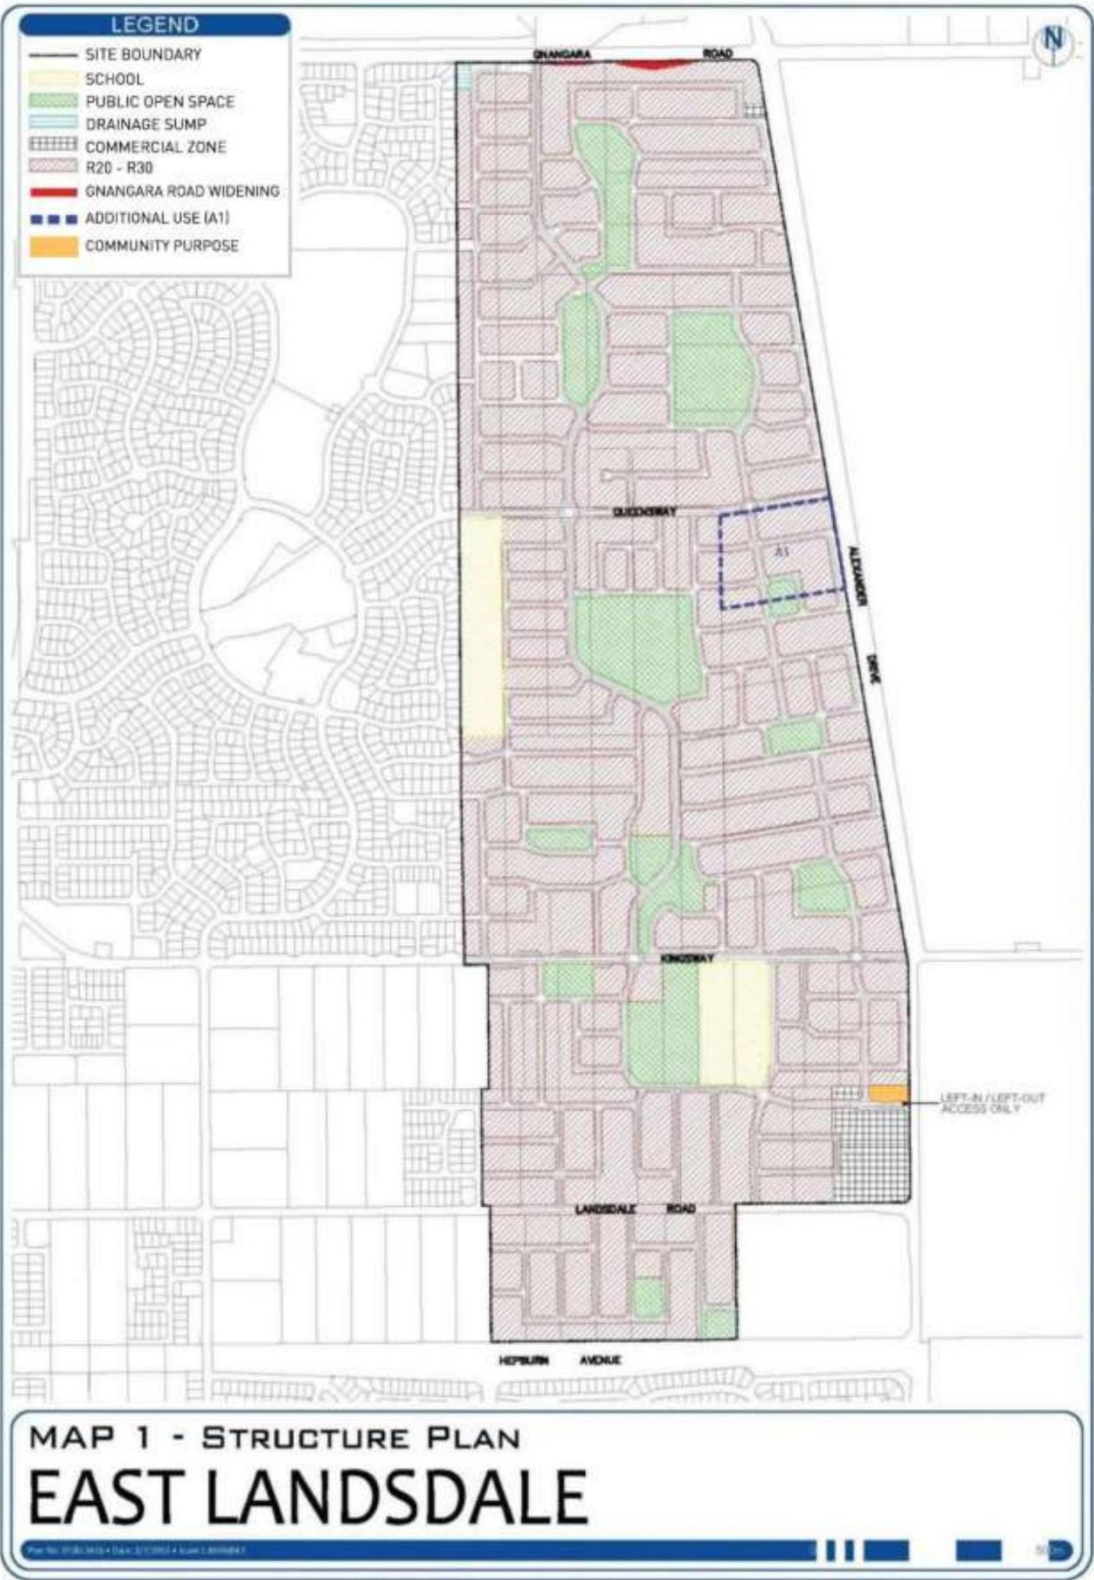 LEGEND
SITE BOUNDARY
SCHOOL
PUBLIC OPEN SPACE
DRAINAGE SUMP
COMMERCIAL ZONE
R20 - R30
GNANGARA ROAD WIDENING
ADDITIONAL USE (A1)
COMMUNITY PURPOSE
GNANGARA ROAD
N
QUEENSWAY
A1
ALEXANDER DRIVE
KINGSWAY
LEFT-IN / LEFT-OUT
ACCESS ONLY
LANDSDALE ROAD
HEPBURN AVENUE
MAP 1 - STRUCTURE PLAN
EAST LANDSDALE